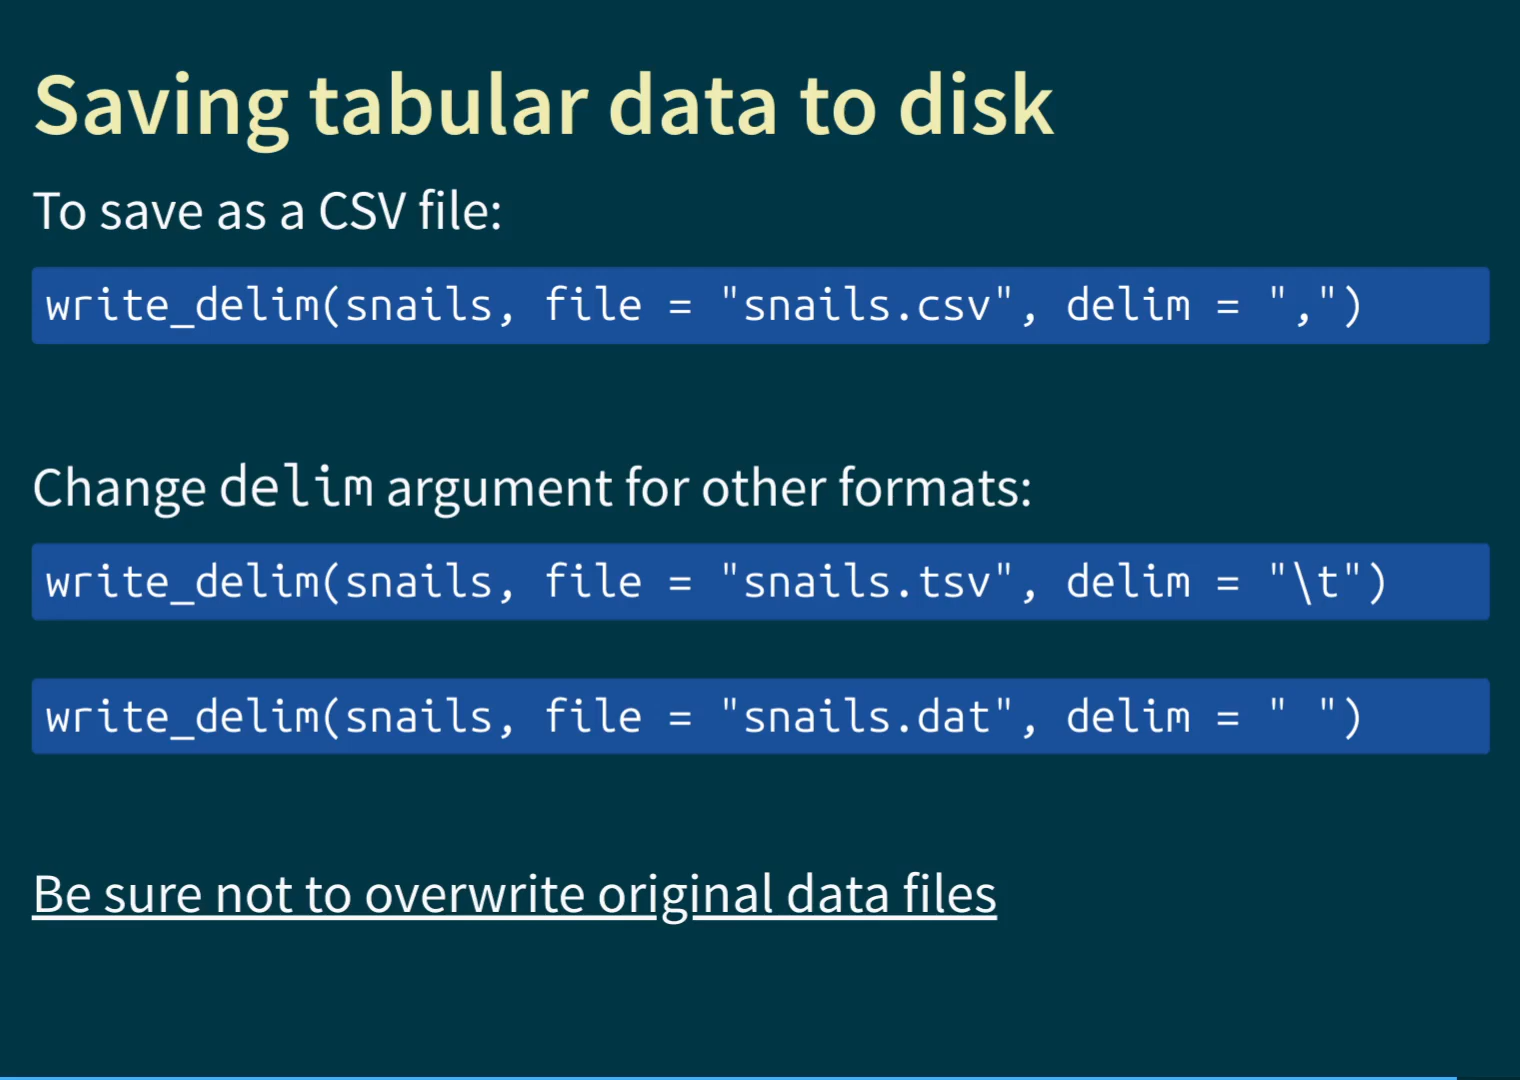 Saving tabular data to disk
To save as a CSV file:
write_delim(snails, file = "snails.csv", delim = ",")
Change delim argument for other formats:
write_delim(snails, file = "snails.tsv", delim = "\t")
write_delim(snails, file = "snails.dat", delim = " ")
Be sure not to overwrite original data files